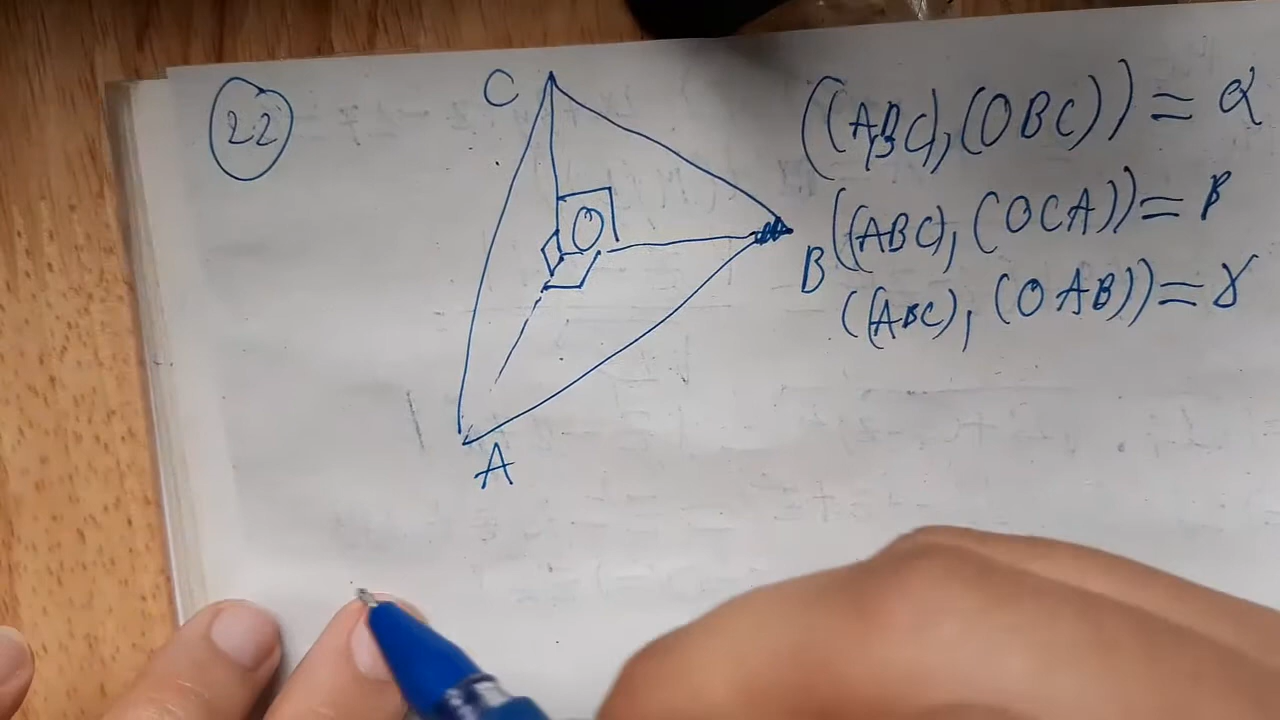 22
C
O
B
A
((ABC), (OBC)) = α
((ABC), (OCA)) = β
((ABC), (OAB)) = γ